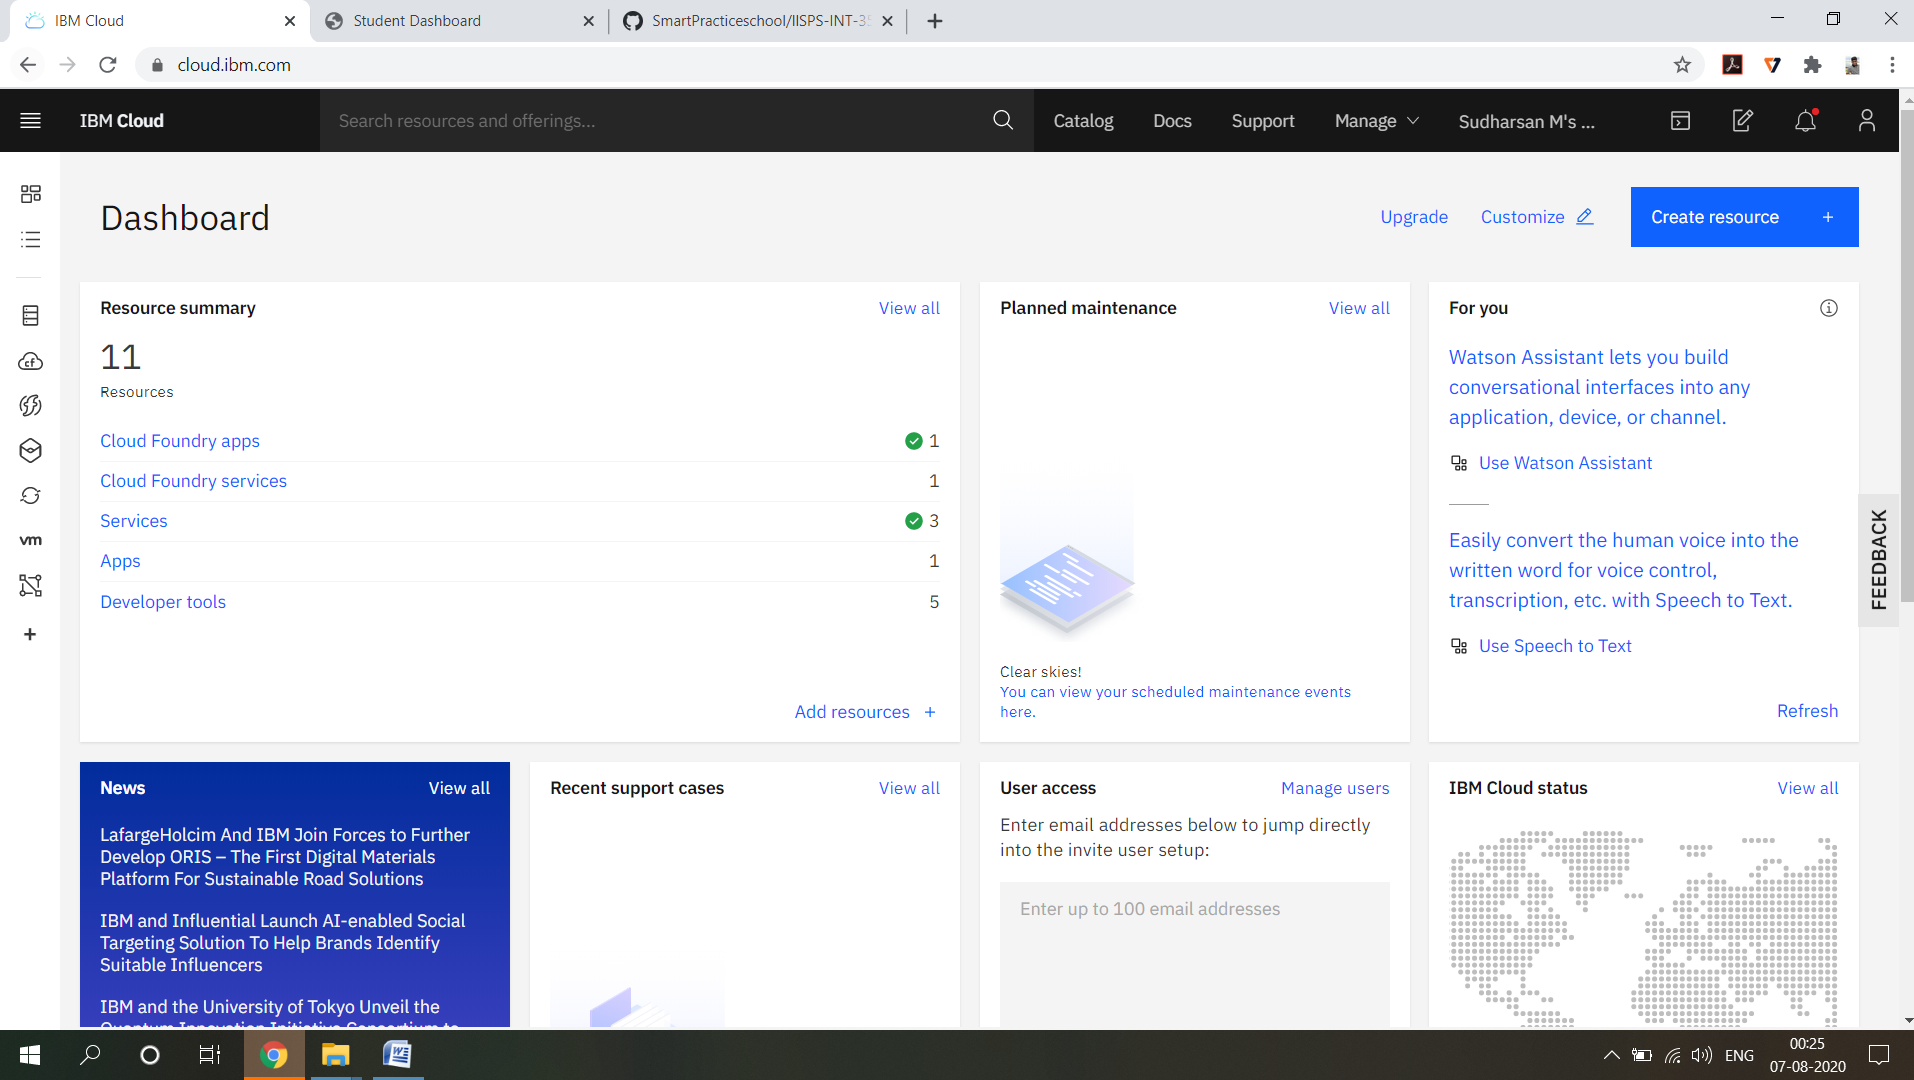 IBM Cloud
Student Dashboard
SmartPracticeschool/IISPS-INT-35
cloud.ibm.com
IBM Cloud
Search resources and offerings...
Catalog
Docs
Support
Manage
Sudharsan M's ...
Dashboard
Upgrade
Customize
Create resource +
Resource summary
View all
11
Resources
Cloud Foundry apps
1
Cloud Foundry services
1
Services
3
Apps
1
Developer tools
5
Add resources +
Planned maintenance
View all
Clear skies!
You can view your scheduled maintenance events
here.
For you
Watson Assistant lets you build
conversational interfaces into any
application, device, or channel.
Use Watson Assistant
Easily convert the human voice into the
written word for voice control,
transcription, etc. with Speech to Text.
Use Speech to Text
Refresh
FEEDBACK
cf
vm
News
View all
LafargeHolcim And IBM Join Forces to Further
Develop ORIS – The First Digital Materials
Platform For Sustainable Road Solutions
IBM and Influential Launch AI-enabled Social
Targeting Solution To Help Brands Identify
Suitable Influencers
IBM and the University of Tokyo Unveil the
Quantum Innovation Initiative Consortium to
Recent support cases
View all
User access
Manage users
Enter email addresses below to jump directly
into the invite user setup:
Enter up to 100 email addresses
IBM Cloud status
View all
ENG
00:25
07-08-2020